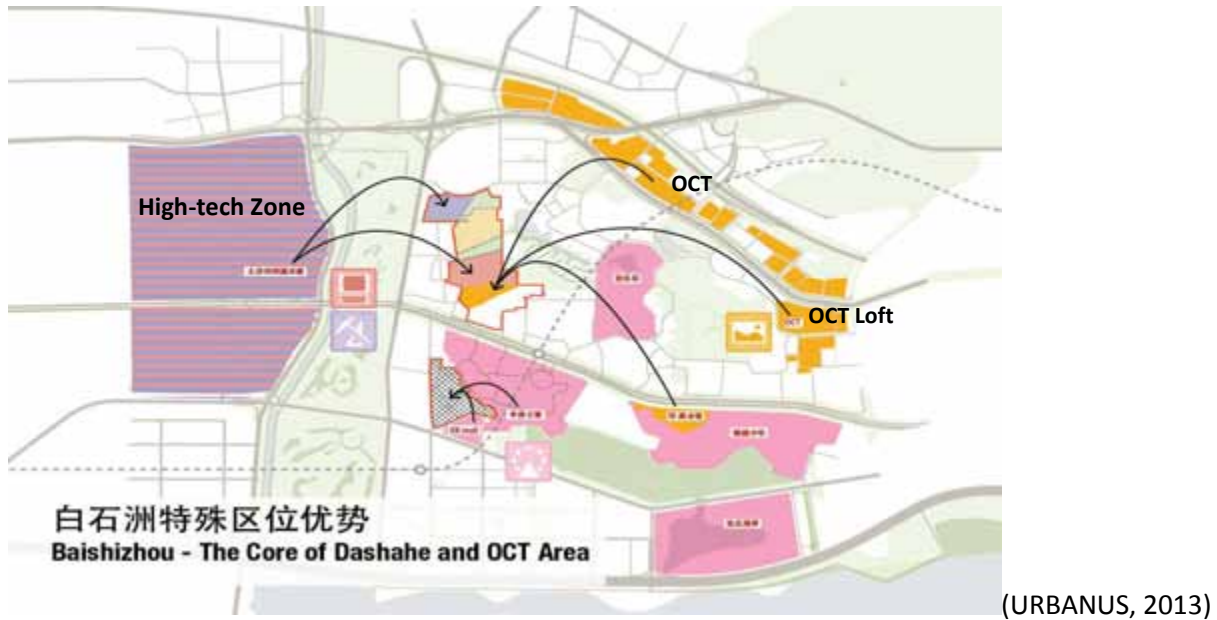 OCT
High-tech Zone
OCT Loft
OCT
白石洲特殊区位优势
Baishizhou - The Core of Dashahe and OCT Area
(URBANUS, 2013)